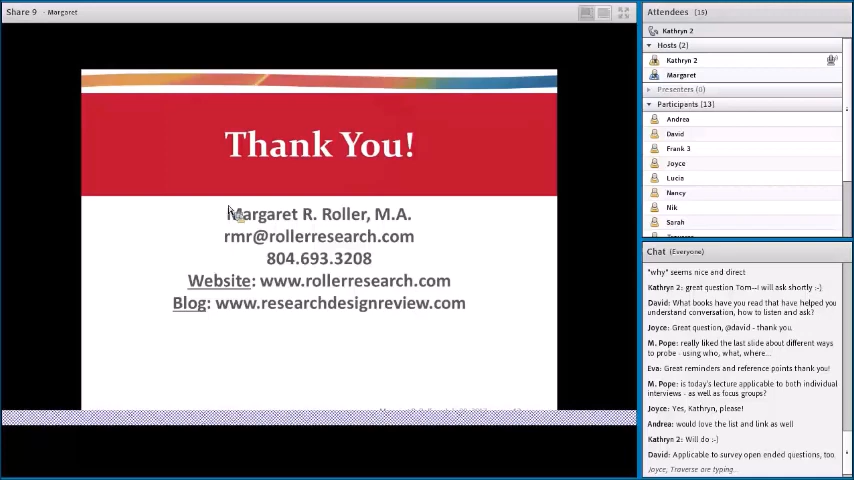 Share 9 - Margaret
Thank You!
Margaret R. Roller, M.A.
rmr@rollerresearch.com
804.693.3208
Website: www.rollerresearch.com
Blog: www.researchdesignreview.com
Attendees (15)
Kathryn 2
Hosts (2)
Kathryn 2
Margaret
Presenters (0)
Participants [13]
Andrea
David
Frank 3
Joyce
Lucia
Nancy
Nik
Sarah
Chat (Everyone)
"why" seems nice and direct
Kathryn 2: great question Tom--I will ask shortly :-)
David: What books have you read that have helped you
understand conversation, how to listen and ask?
Joyce: Great question, @david - thank you.
M. Pope: really liked the last slide about different ways
to probe - using who, what, where...
Eva: Great reminders and reference points thank you!
M. Pope: is today's lecture applicable to both individual
interviews - as well as focus groups?
Joyce: Yes, Kathryn, please!
Andrea: would love the list and link as well
Kathryn 2: Will do :-)
David: Applicable to survey open ended questions, too.
Joyce, Traverse are typing...